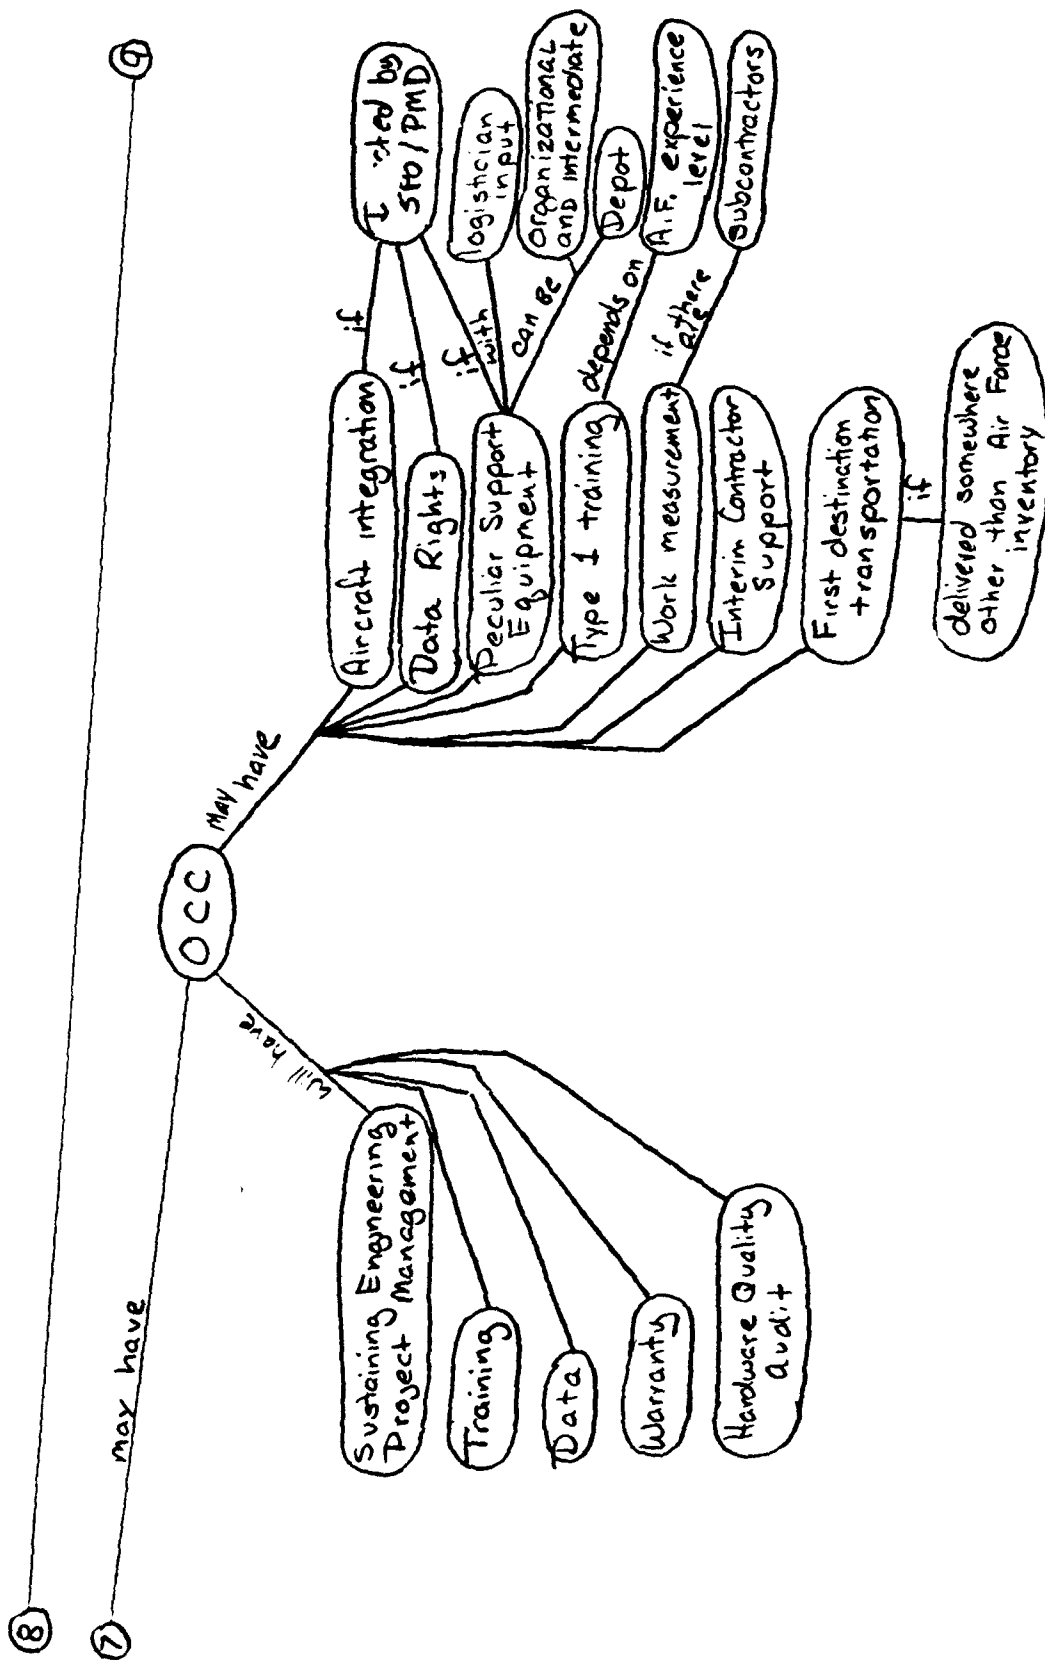 8
9
7
may have
OCC
will have
may have
Sustaining Engineering
Project Management
Training
Data
Warranty
Hardware Quality
Audit
Aircraft integration
if
Data Rights
if
Peculiar Support
Equipment
if
with
can be
Type 1 training
depends on
Work measurement
if there
are
Interim Contractor
Support
First destination
transportation
if
delivered somewhere
other than Air Force
inventory
by
/PMD
logistician
input
organizational
and intermediate
Depot
A.F. experience
level
subcontractors